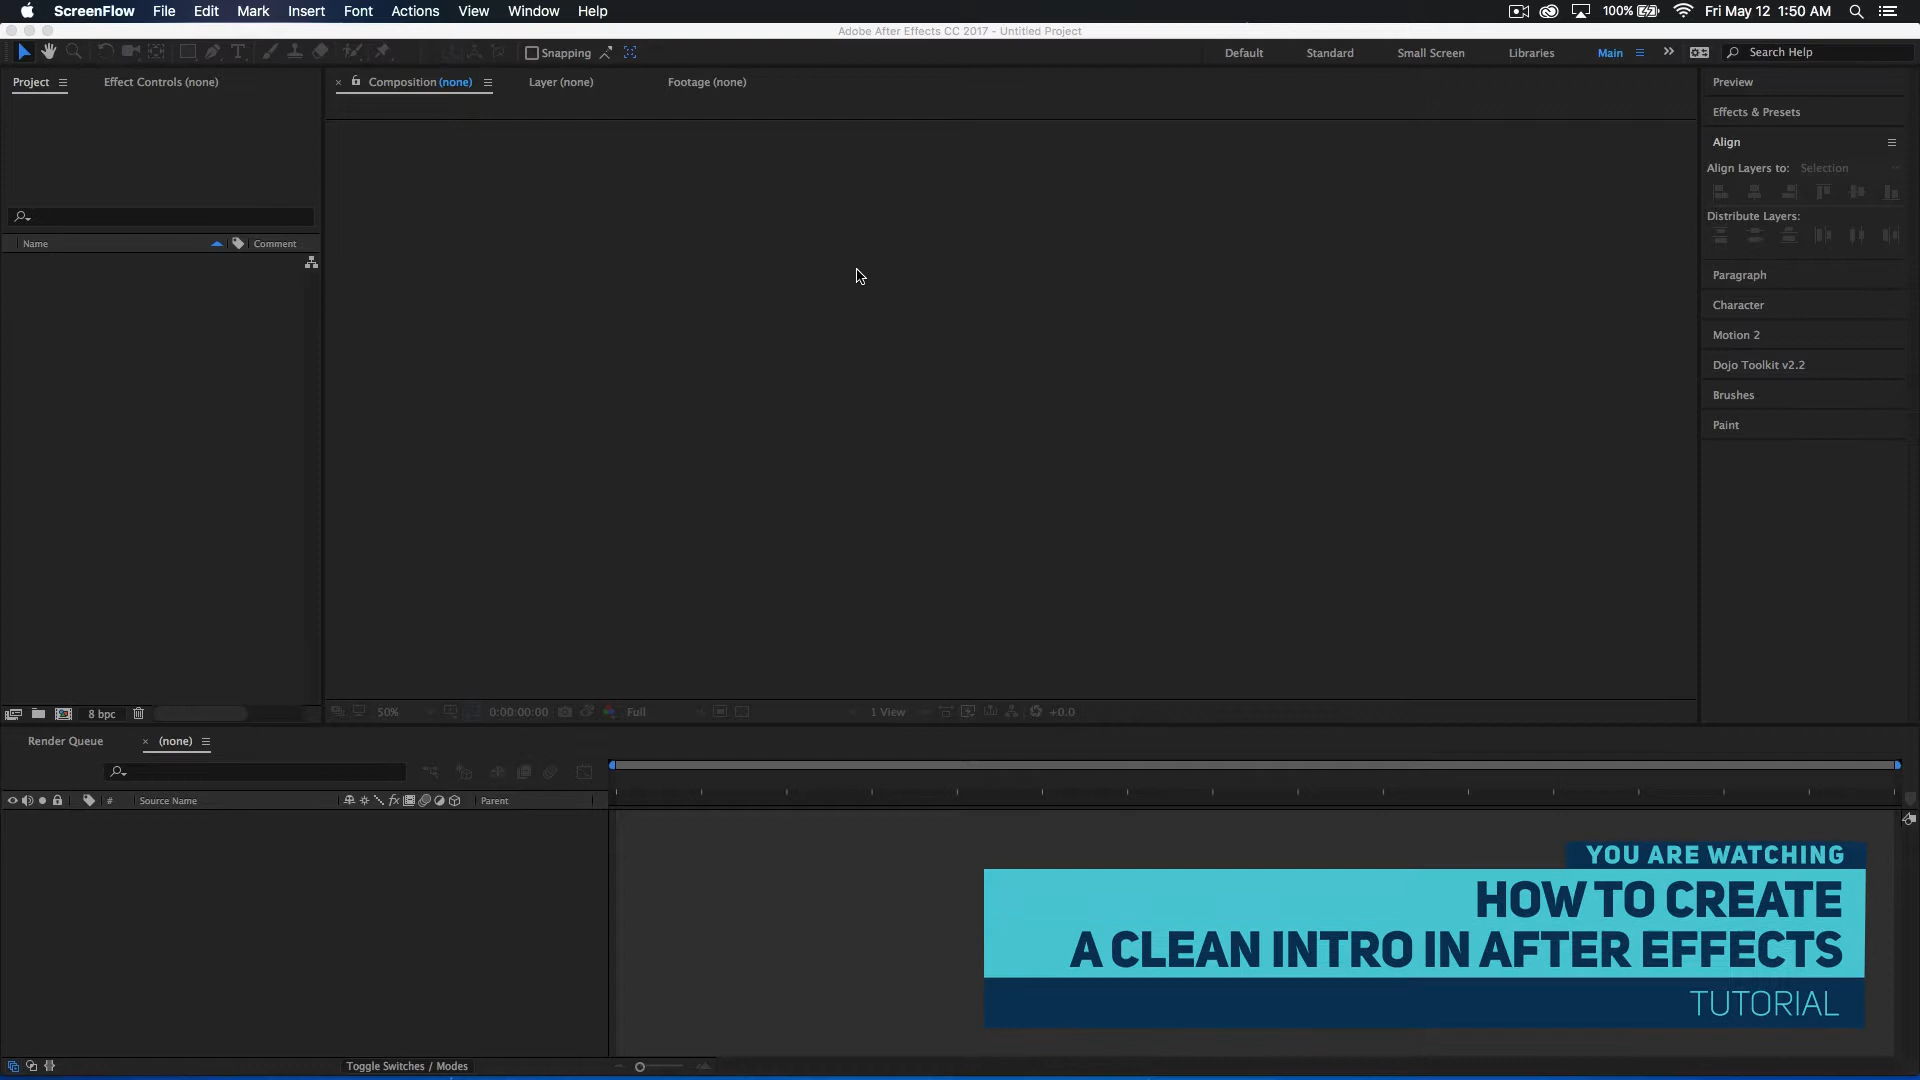 ScreenFlow File Edit Mark Insert Font Actions View Window Help 100% Fri May 12 1:50 AM
Adobe After Effects CC 2017 - Untitled Project
Snapping Default Standard Small Screen Libraries Main Search Help
Project Effect Controls (none) Composition (none) Layer (none) Footage (none) Preview
Effects & Presets
Align
Align Layers to: Selection
Distribute Layers:
Name Comment
Paragraph
Character
Motion 2
Dojo Toolkit v2.2
Brushes
Paint
8 bpc 50% 0:00:00:00 Full 1 View +0.0
Render Queue (none)
# Source Name Parent
YOU ARE WATCHING
HOW TO CREATE
A CLEAN INTRO IN AFTER EFFECTS
TUTORIAL
Toggle Switches / Modes